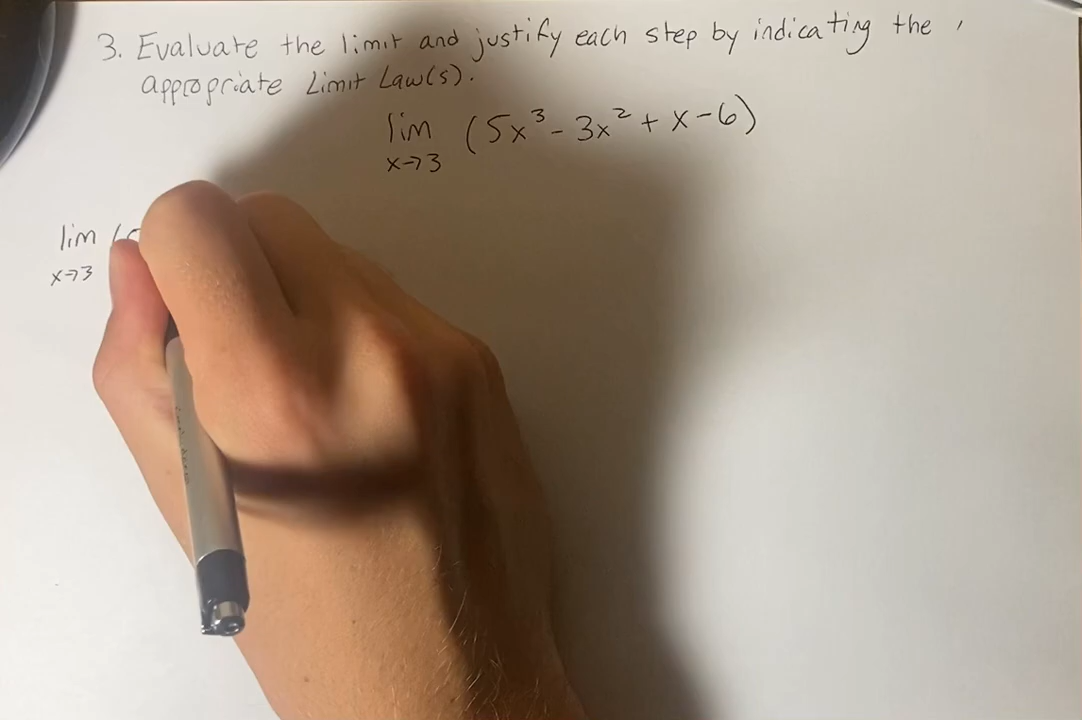 3. Evaluate the limit and justify each step by indicating the
appropriate Limit Law(s).
lim (5x³ - 3x² + x - 6)
x→3
lim (
x→3